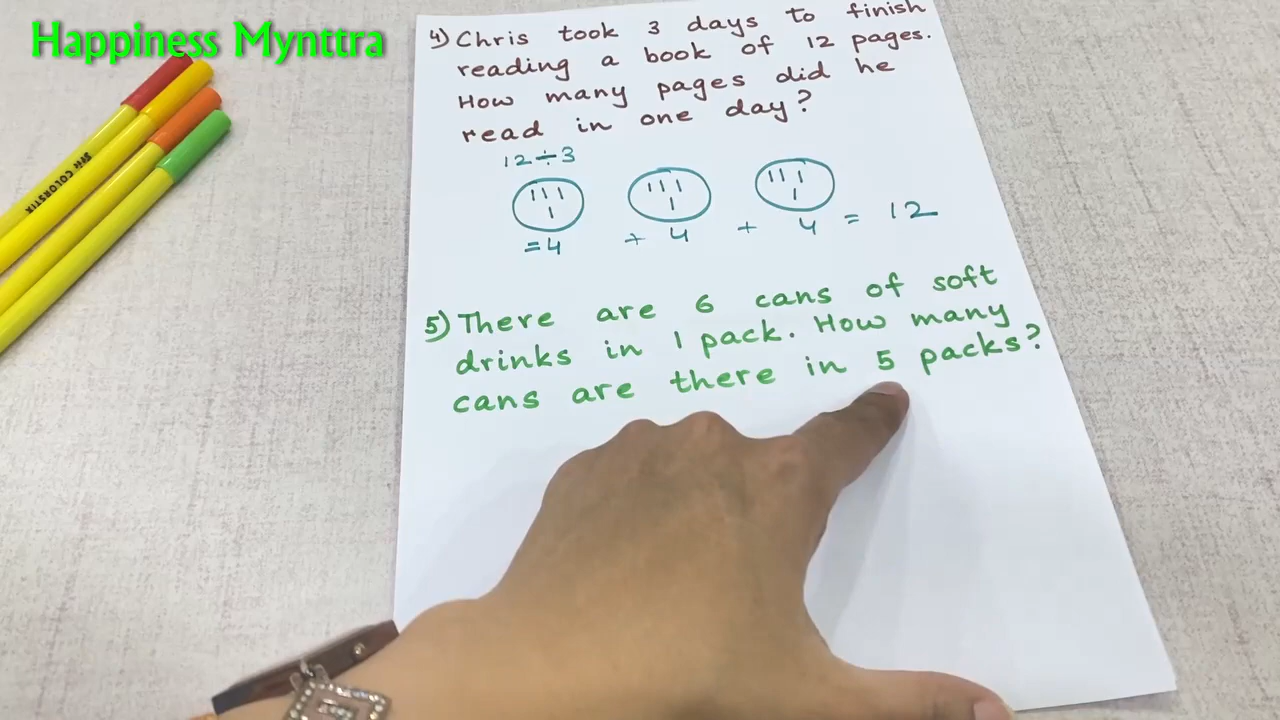 Happiness Mynttra
4) Chris took 3 days to finish
reading a book of 12 pages.
How many pages did he
read in one day?
12÷3
=4 + 4 + 4 = 12
5) There are 6 cans of soft
drinks in 1 pack. How many
cans are there in 5 packs?